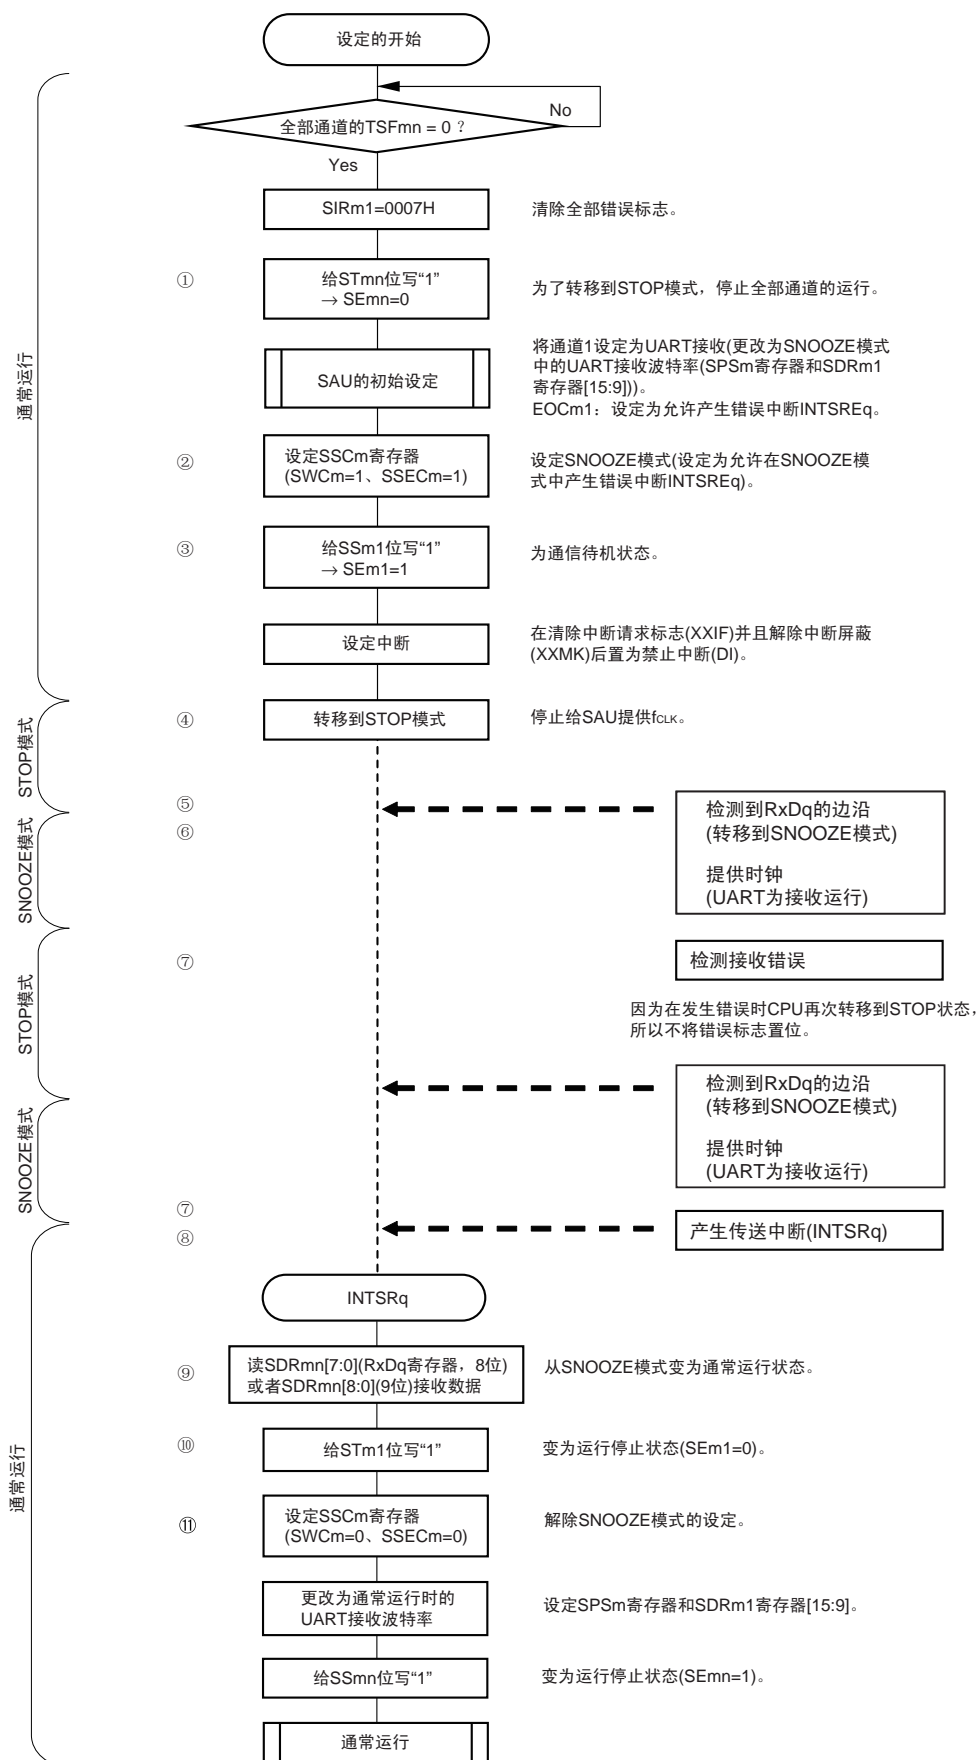 设定的开始
No
全部通道的TSFmn = 0 ?
Yes
SIRm1=0007H
清除全部错误标志。
通常运行
①
给STmn位写“1”
→ SEmn=0
为了转移到STOP模式，停止全部通道的运行。
SAU的初始设定
将通道1设定为UART接收(更改为SNOOZE模式
中的UART接收波特率(SPSm寄存器和SDRm1
寄存器[15:9]))。
EOCm1：设定为允许产生错误中断INTSREq。
②
设定SSCm寄存器
(SWCm=1、SSECm=1)
设定SNOOZE模式(设定为允许在SNOOZE模
式中产生错误中断INTSREq)。
③
给SSm1位写“1”
→ SEm1=1
为通信待机状态。
设定中断
在清除中断请求标志(XXIF)并且解除中断屏蔽
(XXMK)后置为禁止中断(DI)。
STOP模式
④
转移到STOP模式
停止给SAU提供fCLK。
⑤
SNOOZE模式
⑥
检测到RxDq的边沿
(转移到SNOOZE模式)
提供时钟
(UART为接收运行)
STOP模式
⑦
检测接收错误
因为在发生错误时CPU再次转移到STOP状态，
所以不将错误标志置位。
检测到RxDq的边沿
(转移到SNOOZE模式)
提供时钟
(UART为接收运行)
SNOOZE模式
⑦
⑧
产生传送中断(INTSRq)
INTSRq
通常运行
⑨
读SDRmn[7:0](RxDq寄存器，8位)
或者SDRmn[8:0](9位)接收数据
从SNOOZE模式变为通常运行状态。
⑩
给STm1位写“1”
变为运行停止状态(SEm1=0)。
⑪
设定SSCm寄存器
(SWCm=0、SSECm=0)
解除SNOOZE模式的设定。
更改为通常运行时的
UART接收波特率
设定SPSm寄存器和SDRm1寄存器[15:9]。
给SSmn位写“1”
变为运行停止状态(SEmn=1)。
通常运行